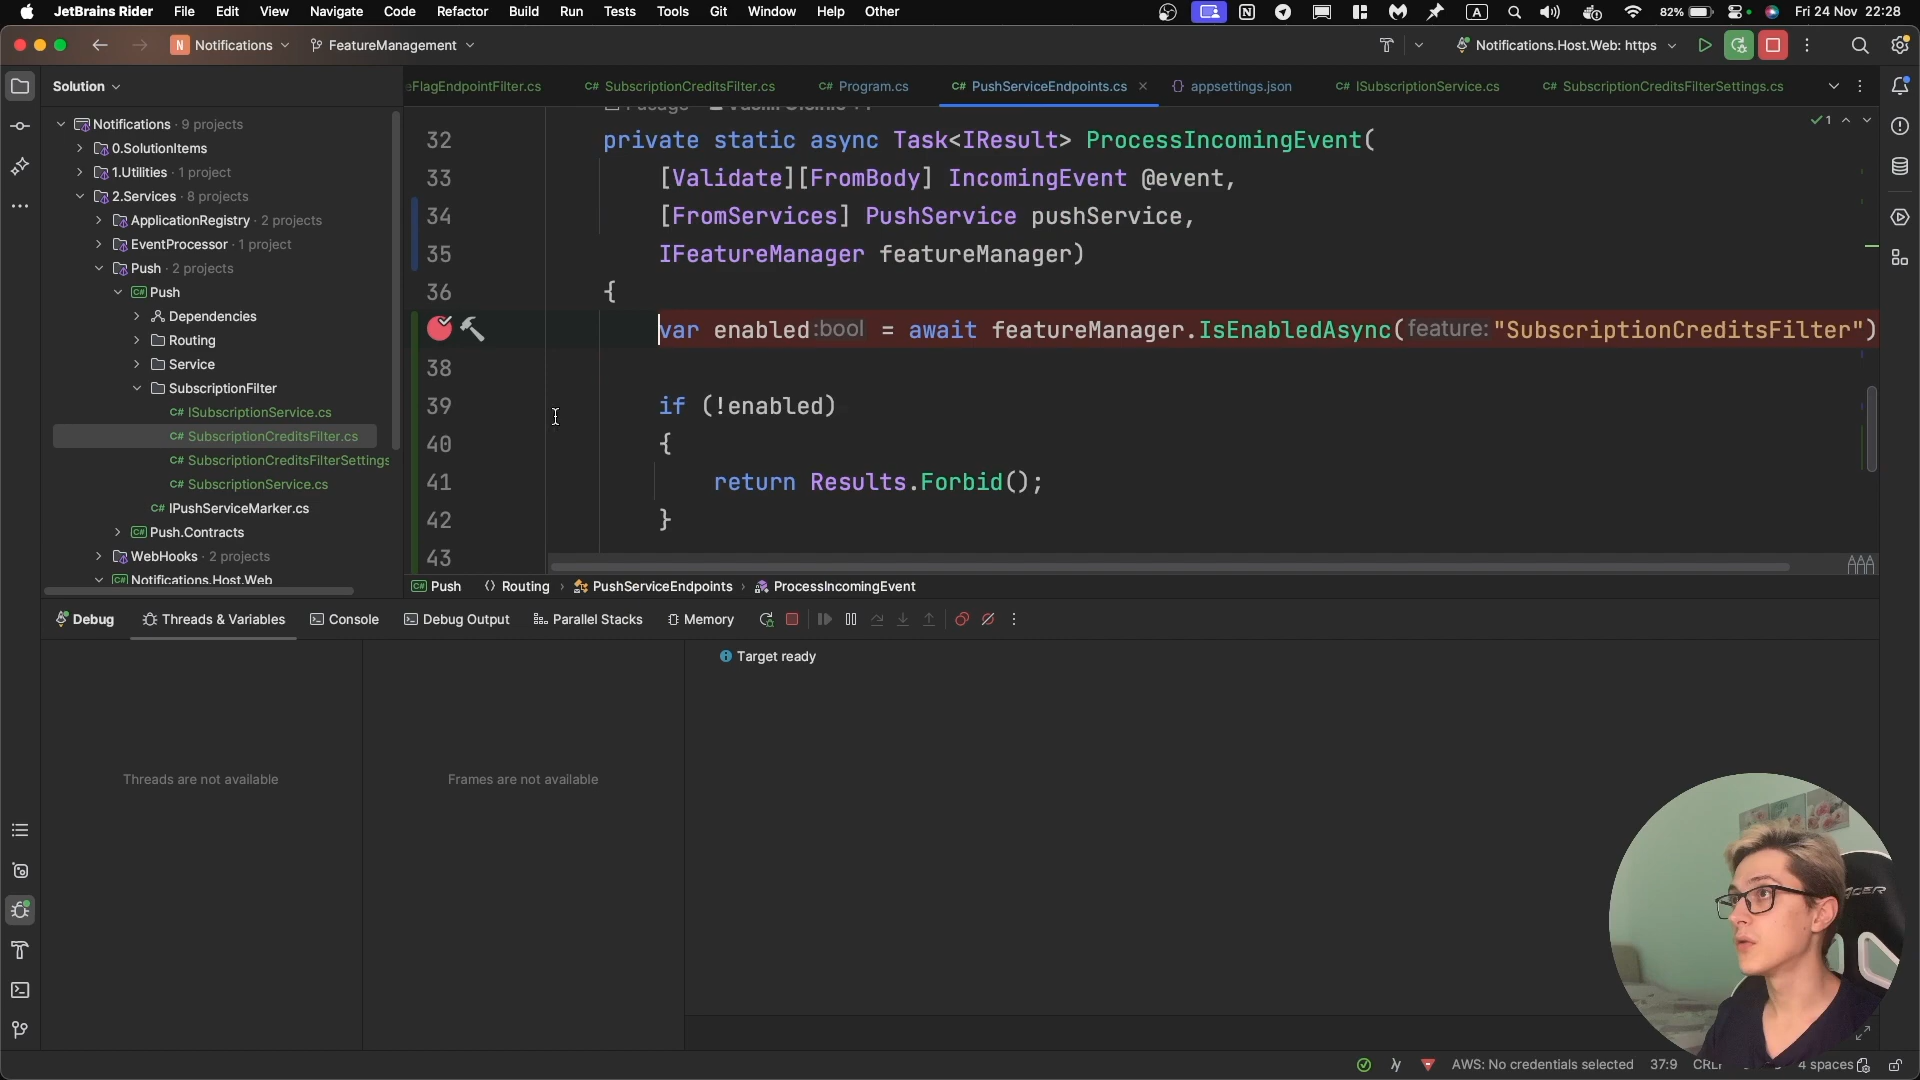 JetBrains Rider File Edit View Navigate Code Refactor Build Run Tests Tools Git Window Help Other
A 82% Fri 24 Nov 22:28
N Notifications FeatureManagement Notifications.Host.Web: https
Solution
eFlagEndpointFilter.cs C# SubscriptionCreditsFilter.cs C# Program.cs C# PushServiceEndpoints.cs {} appsettings.json C# ISubscriptionService.cs C# SubscriptionCreditsFilterSettings.cs
Notifications · 9 projects
0.SolutionItems
1.Utilities · 1 project
2.Services · 8 projects
ApplicationRegistry · 2 projects
EventProcessor · 1 project
Push · 2 projects
C# Push
Dependencies
Routing
Service
SubscriptionFilter
C# ISubscriptionService.cs
C# SubscriptionCreditsFilter.cs
C# SubscriptionCreditsFilterSettings
C# SubscriptionService.cs
C# IPushServiceMarker.cs
C# Push.Contracts
WebHooks · 2 projects
C# Notifications.Host.Web
1
32 private static async Task<IResult> ProcessIncomingEvent(
33 [Validate][FromBody] IncomingEvent @event,
34 [FromServices] PushService pushService,
35 IFeatureManager featureManager)
36 {
var enabled:bool = await featureManager.IsEnabledAsync(feature: "SubscriptionCreditsFilter")
38
39 if (!enabled)
40 {
41 return Results.Forbid();
42 }
43
C# Push Routing PushServiceEndpoints ProcessIncomingEvent
Debug Threads & Variables Console Debug Output Parallel Stacks Memory
Target ready
Threads are not available
Frames are not available
ACER
AWS: No credentials selected 37:9 4 spaces